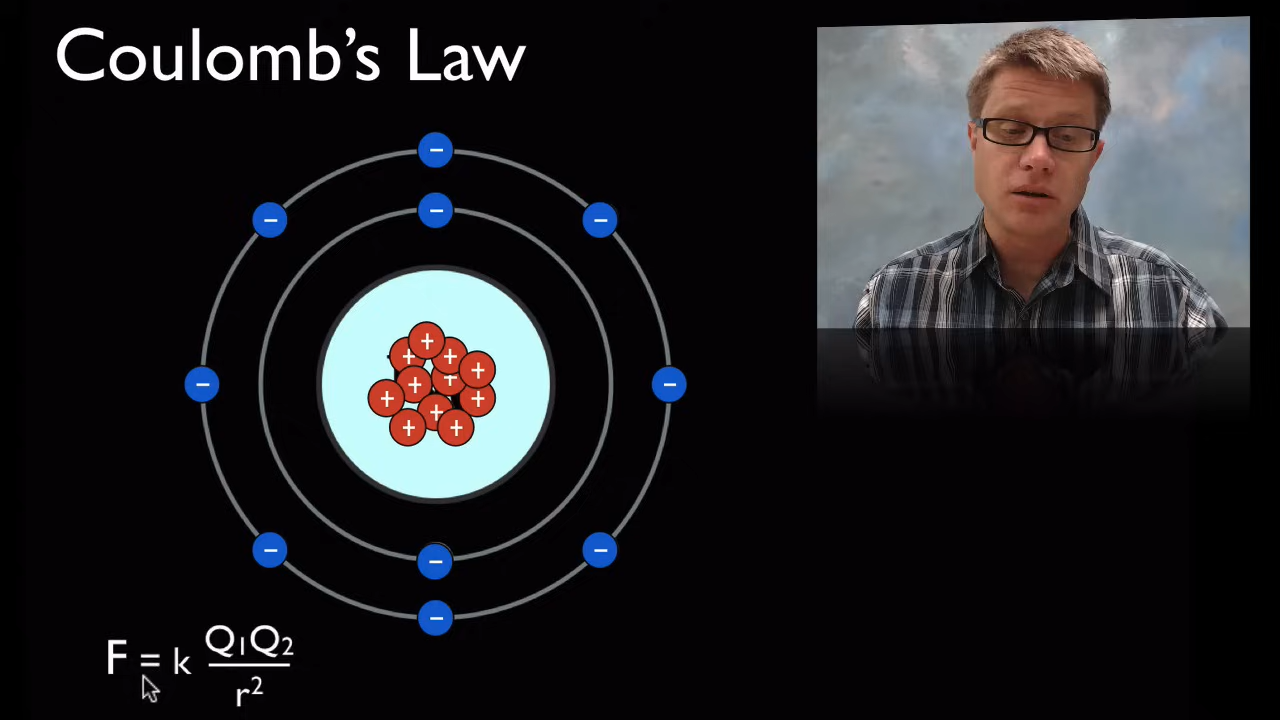 Coulomb's Law
F = k Q₁Q₂
r²